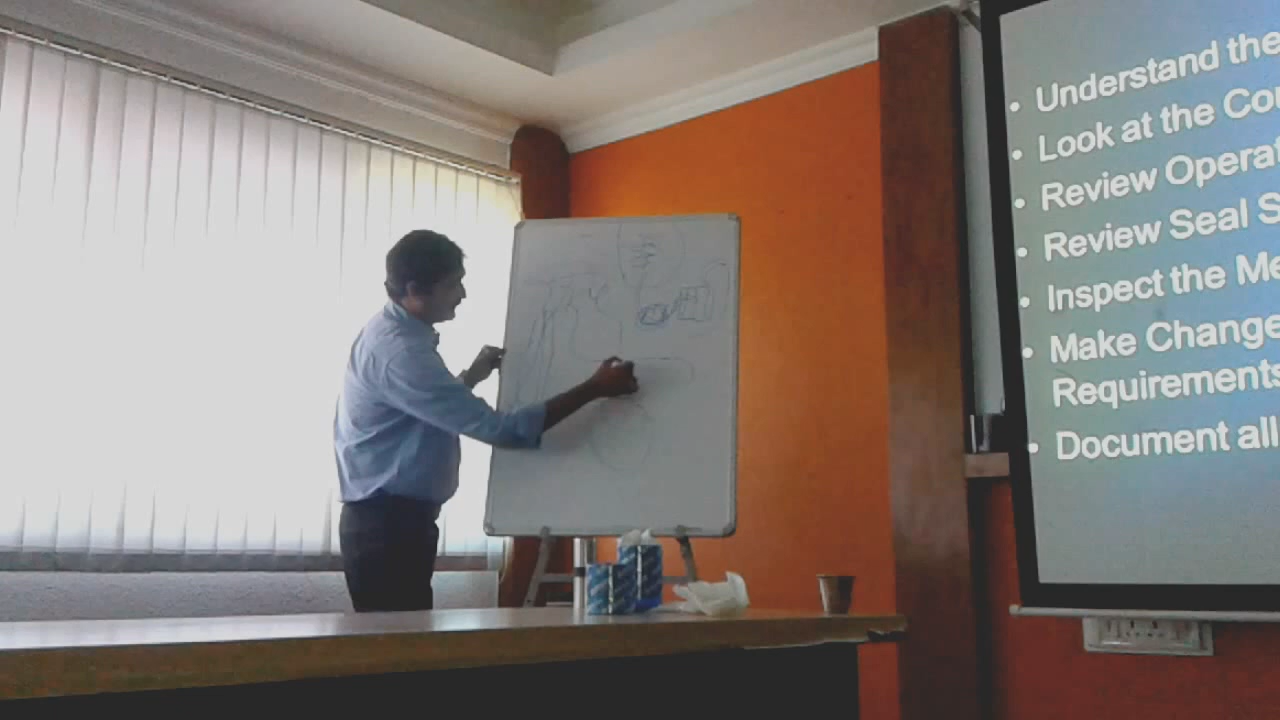 Understand the
Look at the Co
Review Operat
Review Seal S
Inspect the Me
Make Change
Requirements
Document all